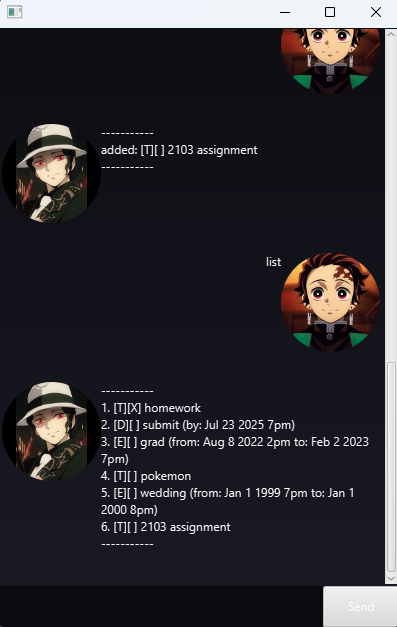 -----------
added: [T][ ] 2103 assignment
-----------
list
-----------
1. [T][X] homework
2. [D][ ] submit (by: Jul 23 2025 7pm)
3. [E][ ] grad (from: Aug 8 2022 2pm to: Feb 2 2023
7pm)
4. [T][ ] pokemon
5. [E][ ] wedding (from: Jan 1 1999 7pm to: Jan 1
2000 8pm)
6. [T][ ] 2103 assignment
-----------
Send